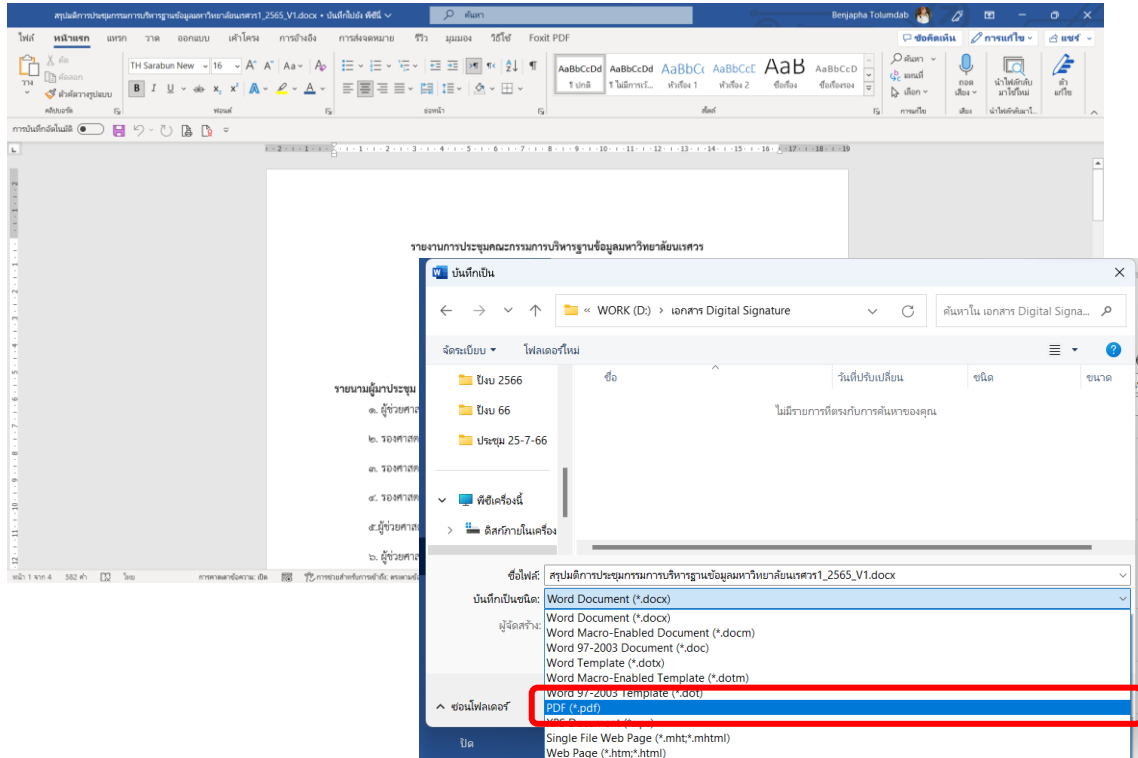 สรุปมติการประชุมกรรมการบริหารฐานข้อมูลมหาวิทยาลัยนเรศวร1_2565_V1.docx • บันทึกไปยัง พีซีนี้
ค้นหา
Benjapha Tolumdab
ไฟล์ หน้าแรก แทรก วาด ออกแบบ เค้าโครง การอ้างอิง การส่งจดหมาย รีวิว มุมมอง วิธีใช้ Foxit PDF
ข้อคิดเห็น การแก้ไข แชร์
วาง
ตัด
คัดลอก
ตัวคัดวางรูปแบบ
คลิปบอร์ด
TH Sarabun New 16
ฟอนต์
ย่อหน้า
AaBbCcDd AaBbCcDd AaBbCc AaBbCcE AaB AaBbCcD
1 ปกติ 1 ไม่มีการเว้... หัวเรื่อง 1 หัวเรื่อง 2 ชื่อเรื่อง ชื่อเรื่องรอง
สไตล์
ค้นหา
แทนที่
เลือก
การแก้ไข
ถอดเสียง
เสียง
นำไฟล์กลับมาใช้ใหม่
นำไฟล์กลับมาใ...
ตัวแก้ไข
การบันทึกอัตโนมัติ
รายงานการประชุมคณะกรรมการบริหารฐานข้อมูลมหาวิทยาลัยนเรศวร
รายนามผู้มาประชุม
๑. ผู้ช่วยศาส
๒. รองศาสต
๓. รองศาสต
๔. รองศาสต
๕.ผู้ช่วยศาส
๖. ผู้ช่วยศาส
หน้า 1 จาก 4 582 คำ ไทย การคาดเดาข้อความ: เปิด
บันทึกเป็น
« WORK (D:) › เอกสาร Digital Signature
ค้นหาใน เอกสาร Digital Signa...
จัดระเบียบ โฟลเดอร์ใหม่
ชื่อ วันที่ปรับเปลี่ยน ชนิด ขนาด
ไม่มีรายการที่ตรงกับการค้นหาของคุณ
ปีงบ 2566
ปีงบ 66
ประชุม 25-7-66
พีซีเครื่องนี้
ดิสก์ภายในเครื่อง
ชื่อไฟล์: สรุปมติการประชุมกรรมการบริหารฐานข้อมูลมหาวิทยาลัยนเรศวร1_2565_V1.docx
บันทึกเป็นชนิด: Word Document (*.docx)
ผู้จัดสร้าง:
Word Document (*.docx)
Word Macro-Enabled Document (*.docm)
Word 97-2003 Document (*.doc)
Word Template (*.dotx)
Word Macro-Enabled Template (*.dotm)
Word 97-2003 Template (*.dot)
PDF (*.pdf)
XPS Document (*.xps)
Single File Web Page (*.mht;*.mhtml)
Web Page (*.htm;*.html)
ซ่อนโฟลเดอร์
ปิด